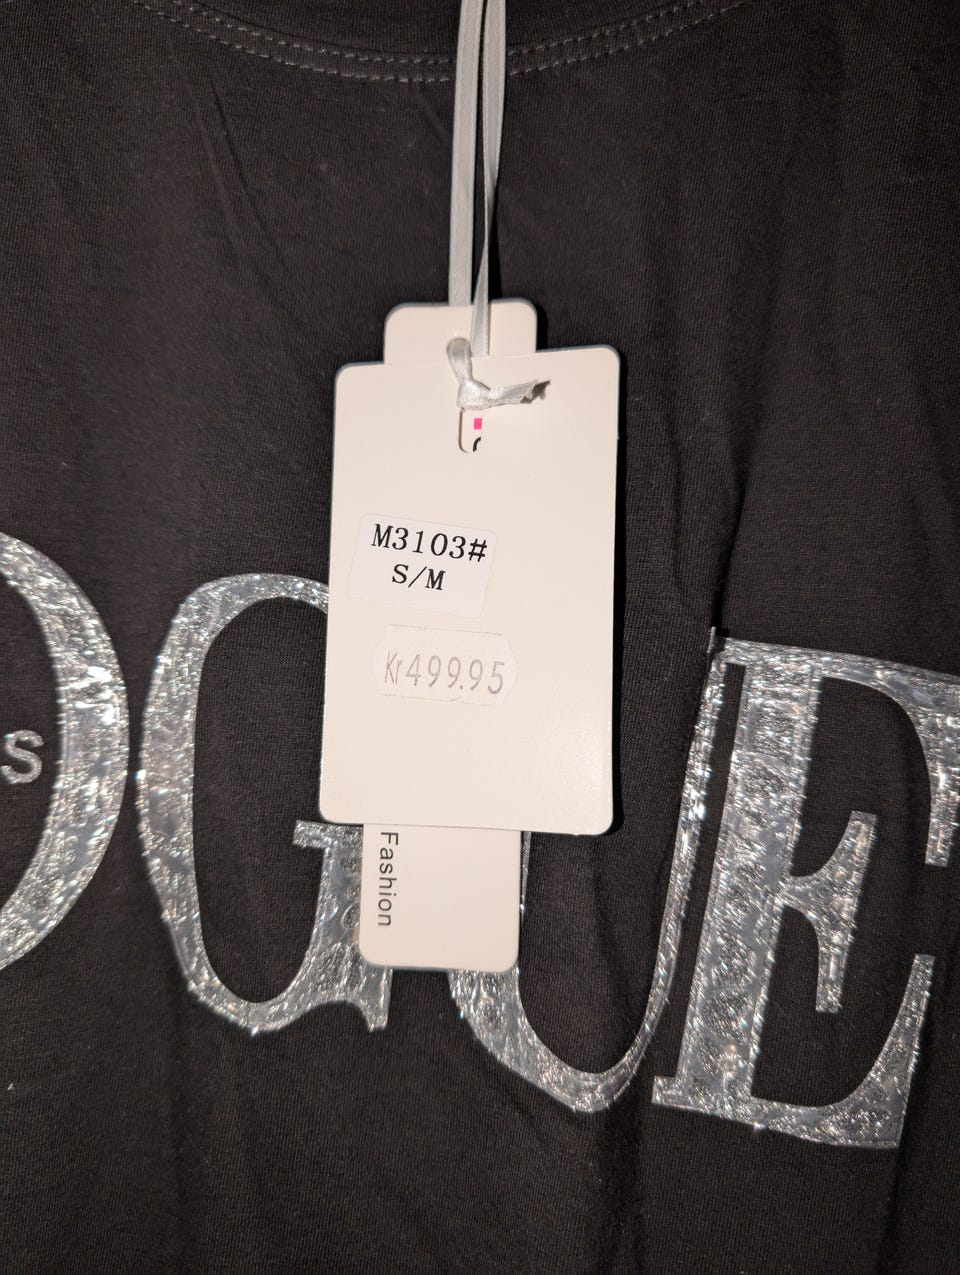 M3103#
S/M
Kr499.95
Fashion
OGUE
S